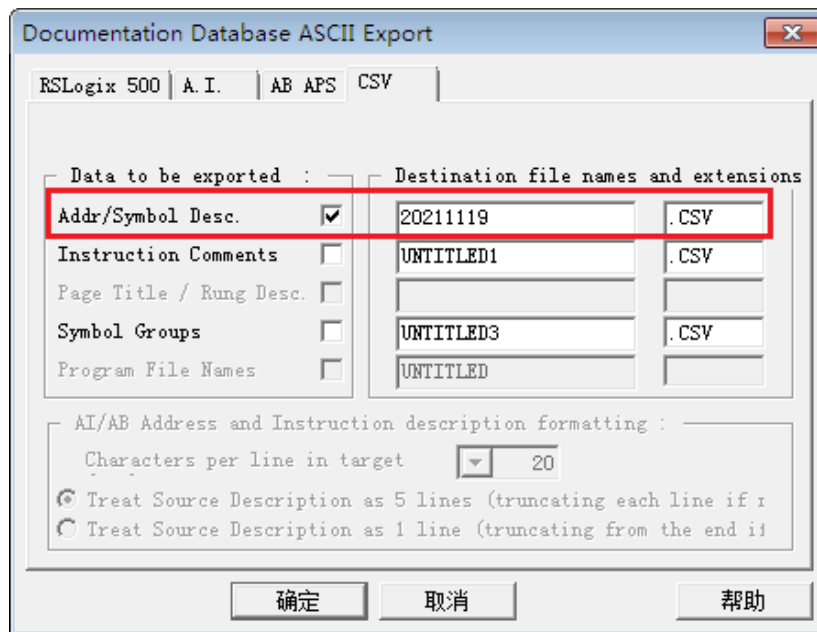 Documentation Database ASCII Export
RSLogix 500 A.I. AB APS CSV
Data to be exported : Destination file names and extensions
Addr/Symbol Desc. 20211119 .CSV
Instruction Comments UNTITLED1 .CSV
Page Title / Rung Desc.
Symbol Groups UNTITLED3 .CSV
Program File Names UNTITLED
AI/AB Address and Instruction description formatting :
Characters per line in target 20
Treat Source Description as 5 lines (truncating each line if
Treat Source Description as 1 line (truncating from the end if
确定 取消 帮助